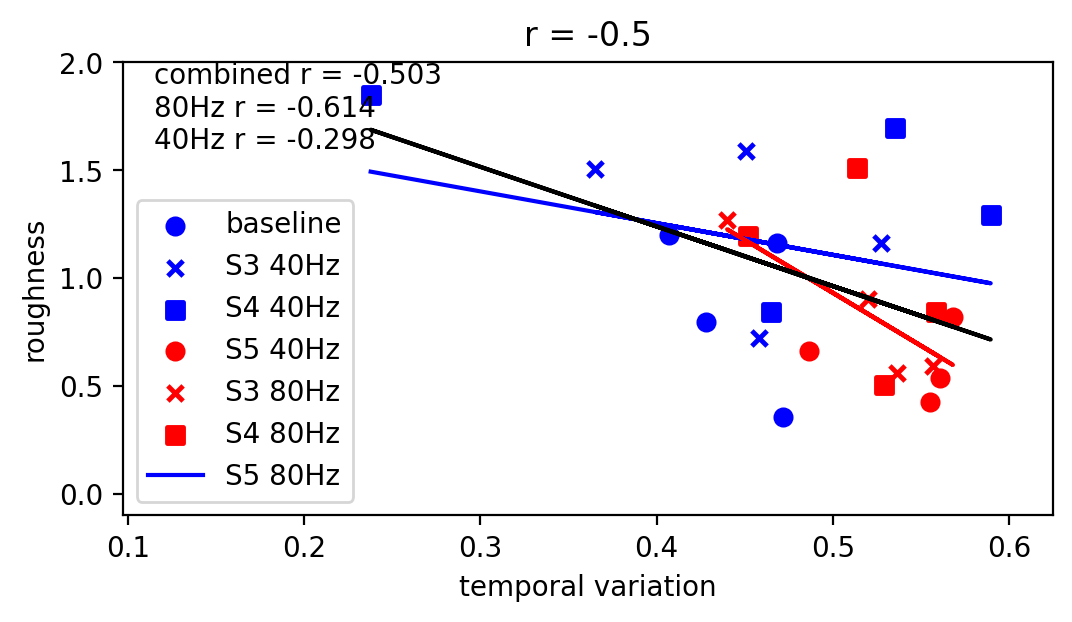 r = -0.5
combined r = -0.503
80Hz r = -0.614
40Hz r = -0.298
2.0
1.5
1.0
0.5
0.0
roughness
baseline
S3 40Hz
S4 40Hz
S5 40Hz
S3 80Hz
S4 80Hz
S5 80Hz
0.1 0.2 0.3 0.4 0.5 0.6
temporal variation